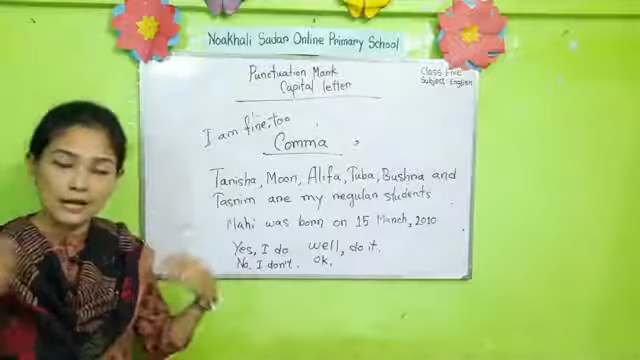 Noakhali Sadar Online Primary School
Punctuation Mark
Capital letter
Class Five
Subject: English
I am fine, too
Comma ,
Tanisha, Moon, Alifa, Tuba, Bushria and
Tasnim are my regular students.
Mahi was born on 15 March, 2010.
Yes, I do well, do it.
No. I don't. ok.